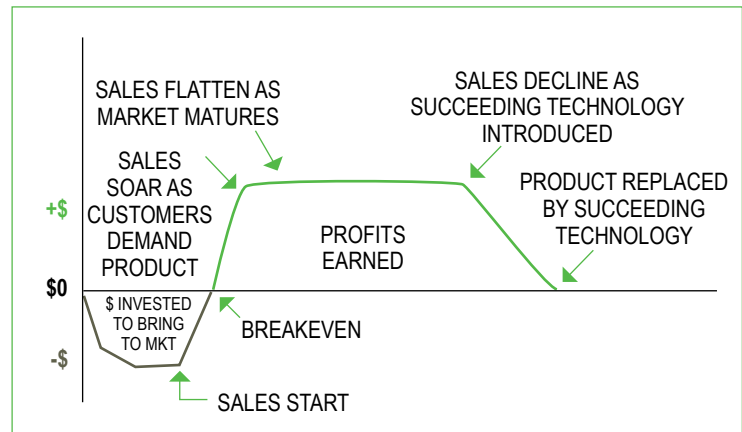 SALES FLATTEN AS
MARKET MATURES
SALES DECLINE AS
SUCCEEDING TECHNOLOGY
INTRODUCED
SALES
SOAR AS
CUSTOMERS
DEMAND
PRODUCT
PRODUCT REPLACED
BY SUCCEEDING
TECHNOLOGY
+$
PROFITS
EARNED
$0
$ INVESTED
TO BRING
TO MKT
BREAKEVEN
-$
SALES START